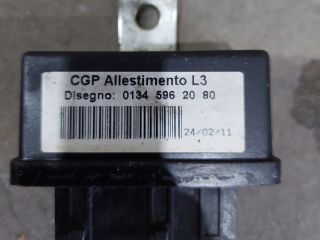 CGP Allestimento L3
Disegno: 0134 596 20 80
24/02/11